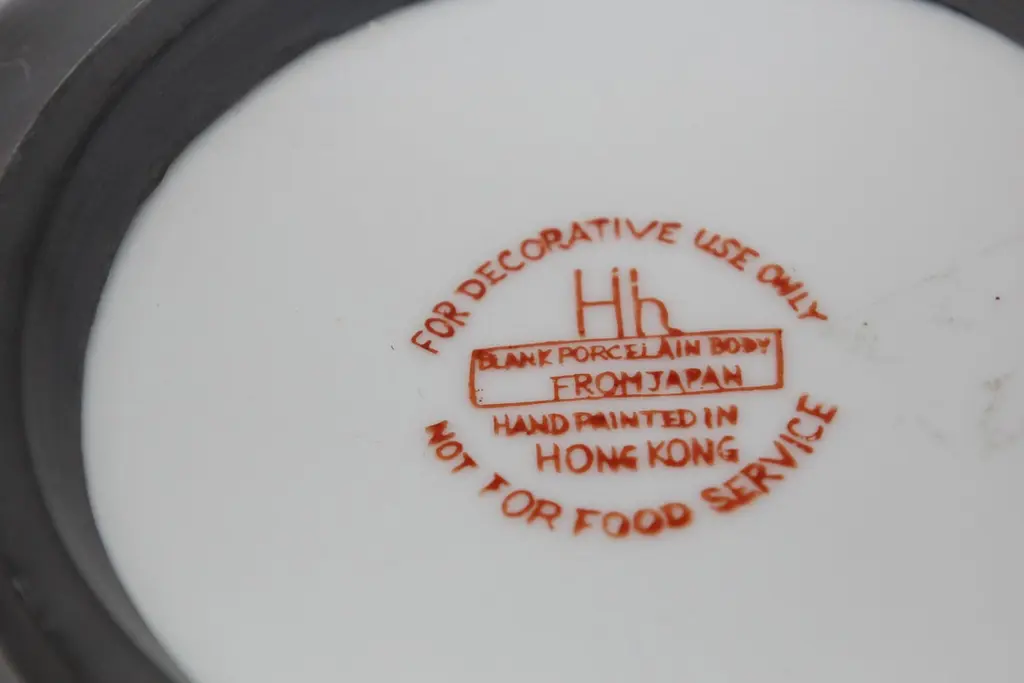 FOR DECORATIVE USE ONLY
Hh
BLANK PORCELAIN BODY
FROM JAPAN
HAND PAINTED IN
HONG KONG
NOT FOR FOOD SERVICE